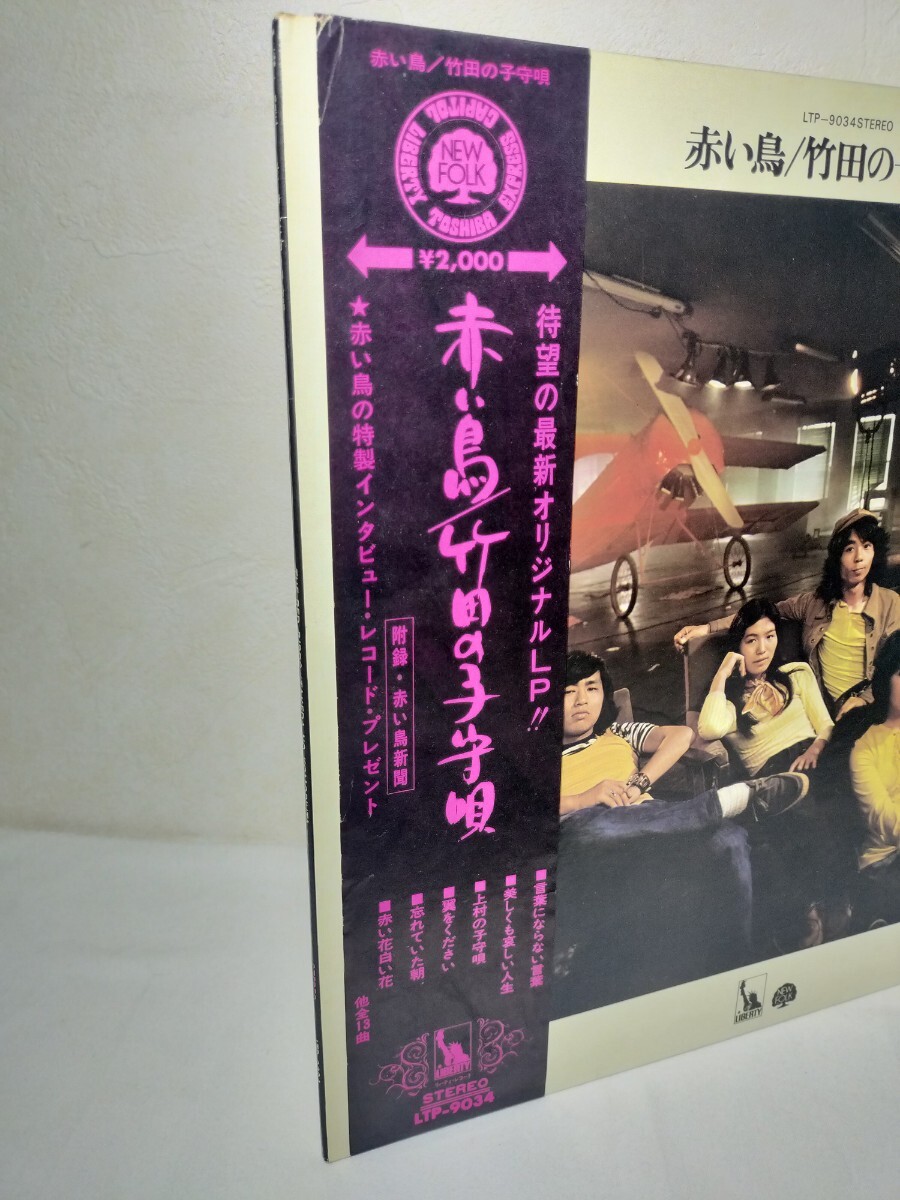 赤い鳥/竹田の子守唄
CAPITOL EXPRESS TOSHIBA LIBERTY
NEW
FOLK
¥2,000
待望の最新オリジナルLP!!
赤い鳥/竹田の子守唄
★赤い鳥の特製インタビュー・レコード・プレゼント
附録・赤い鳥新聞
■言葉にならない言葉
■美しくも哀しい人生
■上村の子守唄
■翼をください
■忘れていた朝
■赤い花白い花
他全13曲
LIBERTY
STEREO
LTP-9034
LTP-9034 STEREO
赤い鳥/竹田の
LIBERTY
NEW
FOLK